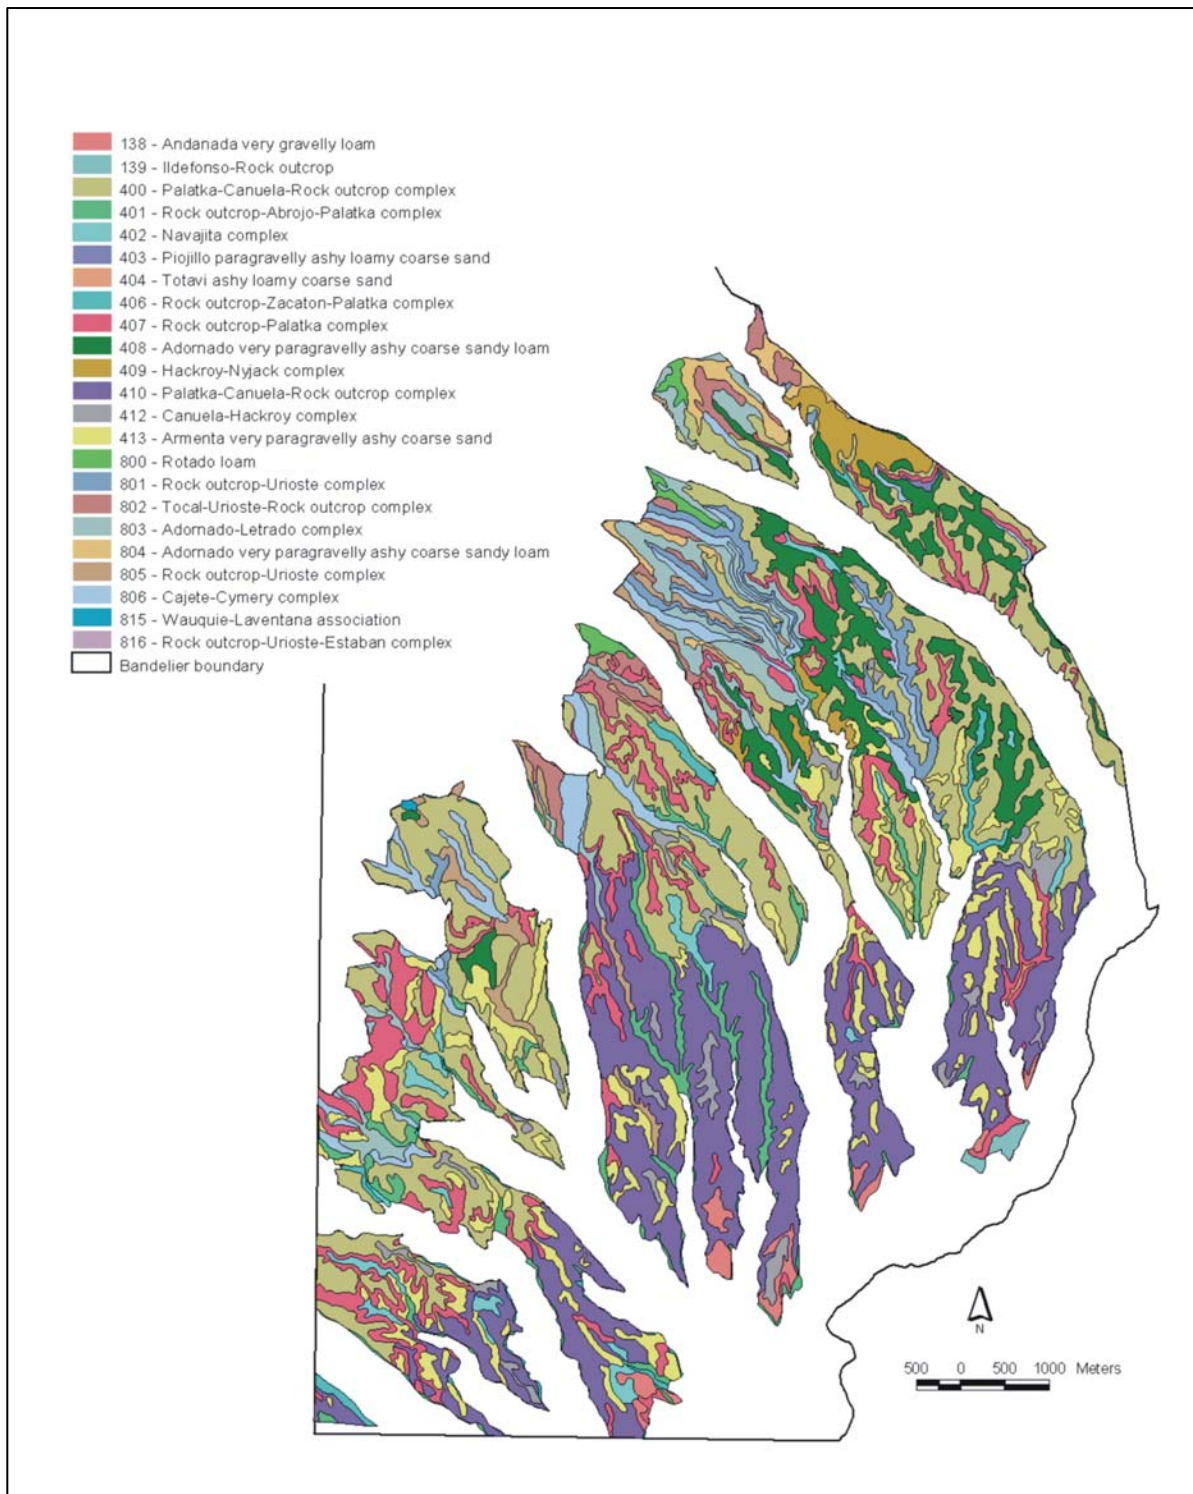 138 - Andanada very gravelly loam
139 - Ildefonso-Rock outcrop
400 - Palatka-Canuela-Rock outcrop complex
401 - Rock outcrop-Abrojo-Palatka complex
402 - Navajita complex
403 - Piojillo paragravelly ashy loamy coarse sand
404 - Totavi ashy loamy coarse sand
406 - Rock outcrop-Zacaton-Palatka complex
407 - Rock outcrop-Palatka complex
408 - Adornado very paragravelly ashy coarse sandy loam
409 - Hackroy-Nyjack complex
410 - Palatka-Canuela-Rock outcrop complex
412 - Canuela-Hackroy complex
413 - Armenta very paragravelly ashy coarse sand
800 - Rotado loam
801 - Rock outcrop-Urioste complex
802 - Tocal-Urioste-Rock outcrop complex
803 - Adornado-Letrado complex
804 - Adornado very paragravelly ashy coarse sandy loam
805 - Rock outcrop-Urioste complex
806 - Cajete-Cymery complex
815 - Wauquie-Laventana association
816 - Rock outcrop-Urioste-Estaban complex
Bandelier boundary
N
500 0 500 1000 Meters